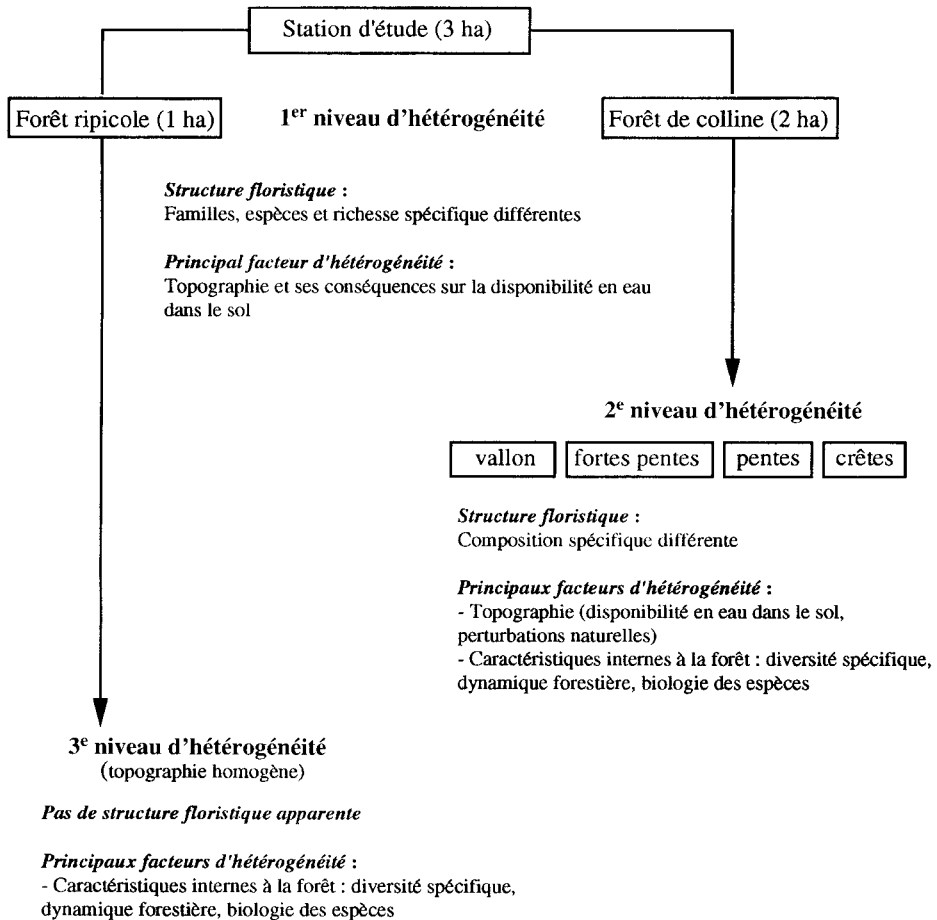 Station d'étude (3 ha)
Forêt ripicole (1 ha)
1er niveau d'hétérogénéité
Forêt de colline (2 ha)
Structure floristique :
Familles, espèces et richesse spécifique différentes
Principal facteur d'hétérogénéité :
Topographie et ses conséquences sur la disponibilité en eau
dans le sol
2e niveau d'hétérogénéité
vallon
fortes pentes
pentes
crêtes
Structure floristique :
Composition spécifique différente
Principaux facteurs d'hétérogénéité :
- Topographie (disponibilité en eau dans le sol,
perturbations naturelles)
- Caractéristiques internes à la forêt : diversité spécifique,
dynamique forestière, biologie des espèces
3e niveau d'hétérogénéité
(topographie homogène)
Pas de structure floristique apparente
Principaux facteurs d'hétérogénéité :
- Caractéristiques internes à la forêt : diversité spécifique,
dynamique forestière, biologie des espèces